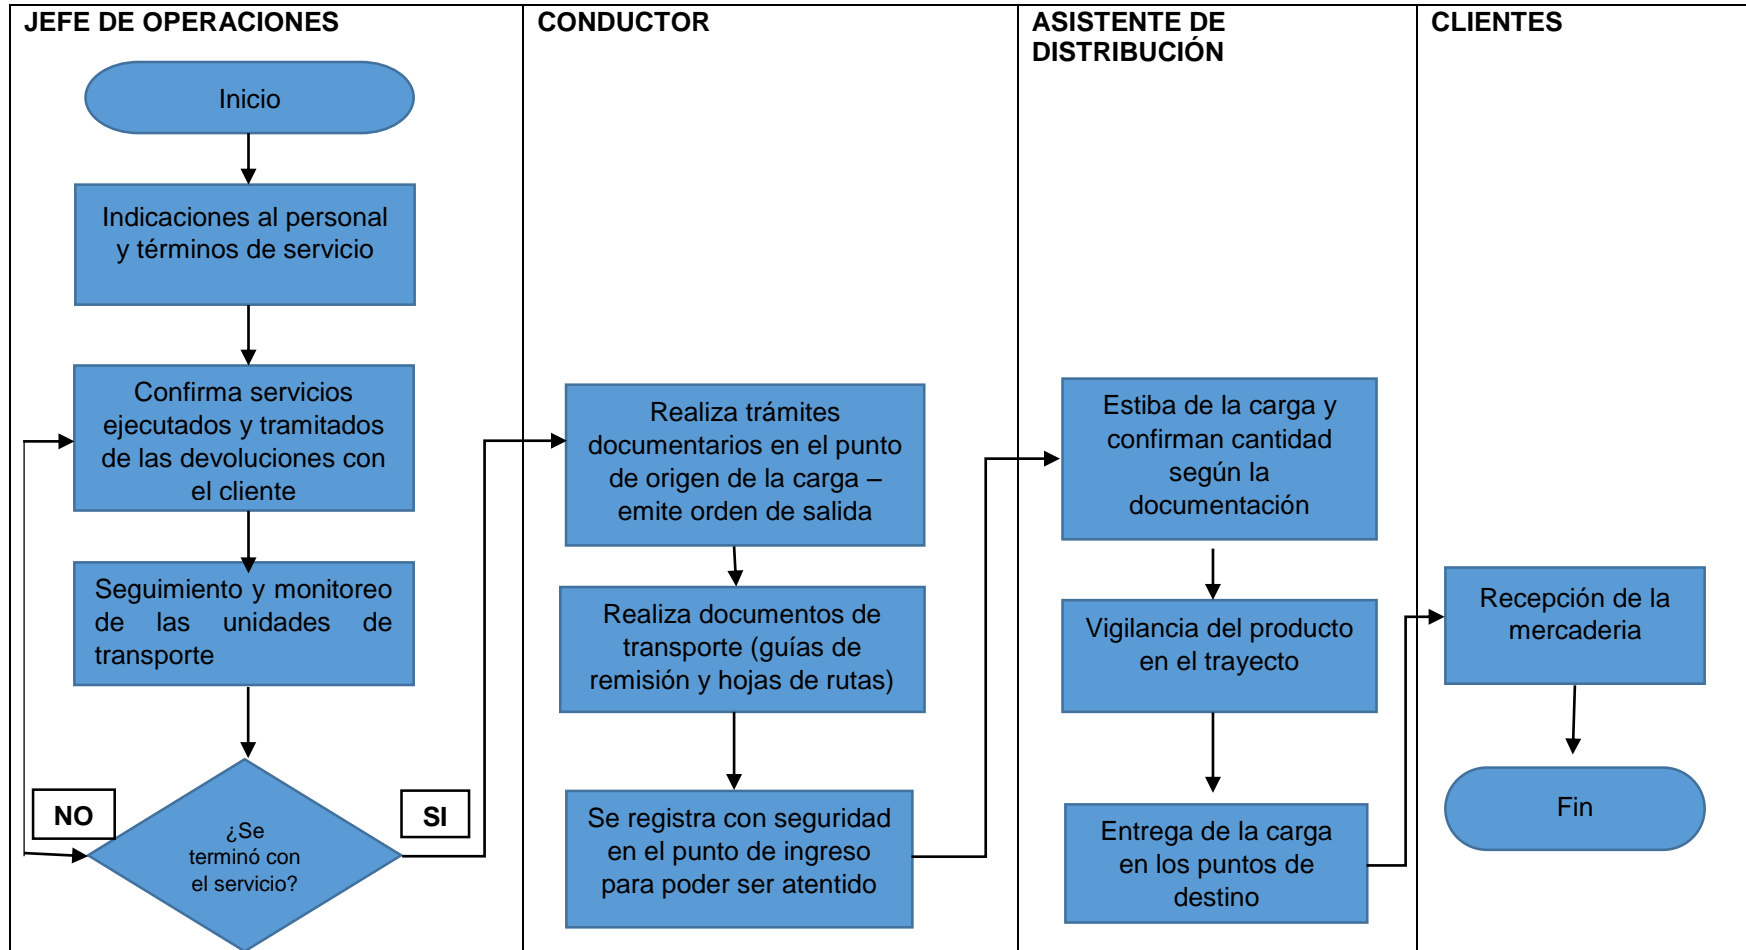 JEFE DE OPERACIONES
Inicio
Indicaciones al personal
y términos de servicio
Confirma servicios
ejecutados y tramitados
de las devoluciones con
el cliente
Seguimiento y monitoreo
de las unidades de
transporte
NO
¿Se
terminó con
el servicio?
SI
CONDUCTOR
Realiza trámites
documentarios en el punto
de origen de la carga –
emite orden de salida
Realiza documentos de
transporte (guías de
remisión y hojas de rutas)
Se registra con seguridad
en el punto de ingreso
para poder ser atentido
ASISTENTE DE
DISTRIBUCIÓN
Estiba de la carga y
confirman cantidad
según la
documentación
Vigilancia del producto
en el trayecto
Entrega de la carga
en los puntos de
destino
CLIENTES
Recepción de la
mercaderia
Fin